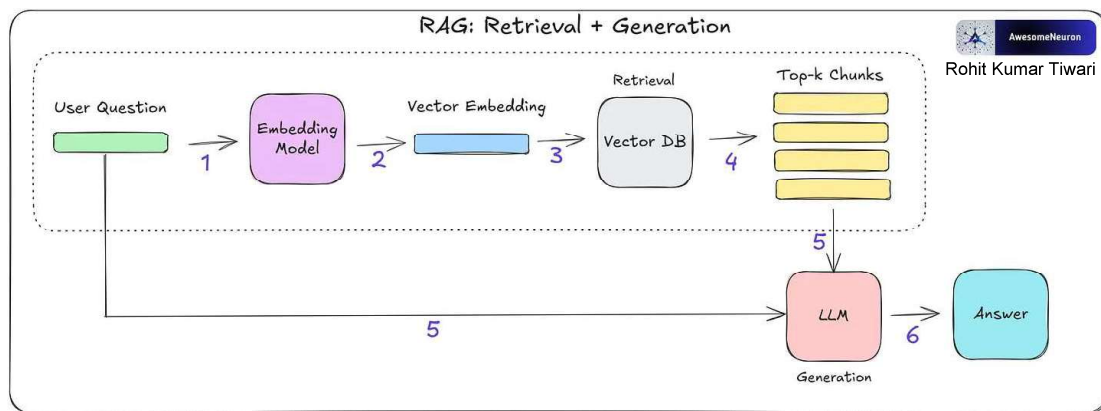 RAG: Retrieval + Generation
AwesomeNeuron
Rohit Kumar Tiwari
User Question
1
Embedding
Model
2
Vector Embedding
3
Retrieval
Vector DB
4
Top-k Chunks
5
5
LLM
Generation
6
Answer